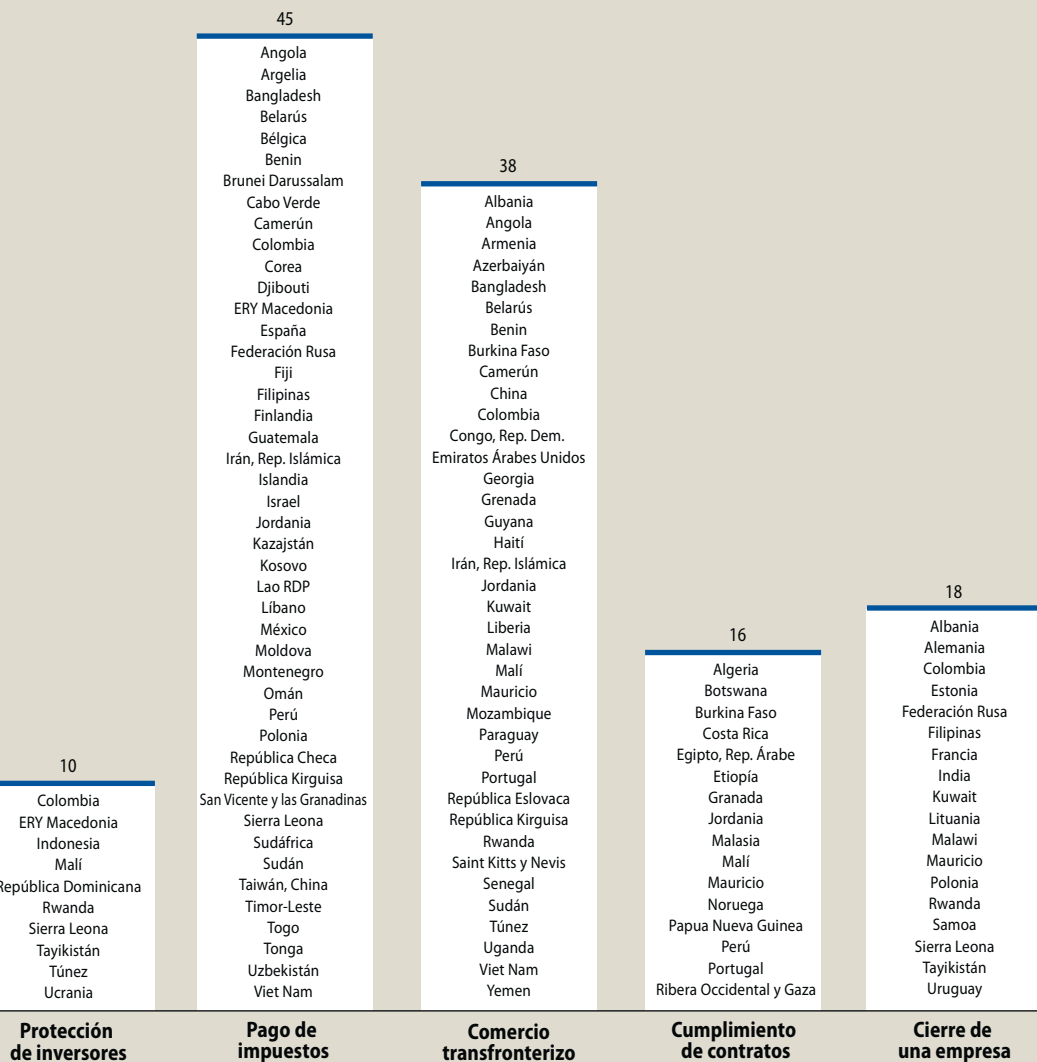 10
Colombia
ERY Macedonia
Indonesia
Malí
República Dominicana
Rwanda
Sierra Leona
Tayikistán
Túnez
Ucrania
Protección
de inversores
45
Angola
Argelia
Bangladesh
Belarús
Bélgica
Benin
Brunei Darussalam
Cabo Verde
Camerún
Colombia
Corea
Djibouti
ERY Macedonia
España
Federación Rusa
Fiji
Filipinas
Finlandia
Guatemala
Irán, Rep. Islámica
Islandia
Israel
Jordania
Kazajstán
Kosovo
Lao RDP
Líbano
México
Moldova
Montenegro
Omán
Perú
Polonia
República Checa
República Kirguisa
San Vicente y las Granadinas
Sierra Leona
Sudáfrica
Sudán
Taiwán, China
Timor-Leste
Togo
Tonga
Uzbekistán
Viet Nam
Pago de
impuestos
38
Albania
Angola
Armenia
Azerbaiyán
Bangladesh
Belarús
Benin
Burkina Faso
Camerún
China
Colombia
Congo, Rep. Dem.
Emiratos Árabes Unidos
Georgia
Grenada
Guyana
Haití
Irán, Rep. Islámica
Jordania
Kuwait
Liberia
Malawi
Malí
Mauricio
Mozambique
Paraguay
Perú
Portugal
República Eslovaca
República Kirguisa
Rwanda
Saint Kitts y Nevis
Senegal
Sudán
Túnez
Uganda
Viet Nam
Yemen
Comercio
transfronterizo
16
Algeria
Botswana
Burkina Faso
Costa Rica
Egipto, Rep. Árabe
Etiopía
Granada
Jordania
Malasia
Malí
Mauricio
Noruega
Papua Nueva Guinea
Perú
Portugal
Ribera Occidental y Gaza
Cumplimiento
de contratos
18
Albania
Alemania
Colombia
Estonia
Federación Rusa
Filipinas
Francia
India
Kuwait
Lituania
Malawi
Mauricio
Polonia
Rwanda
Samoa
Sierra Leona
Tayikistán
Uruguay
Cierre de
una empresa